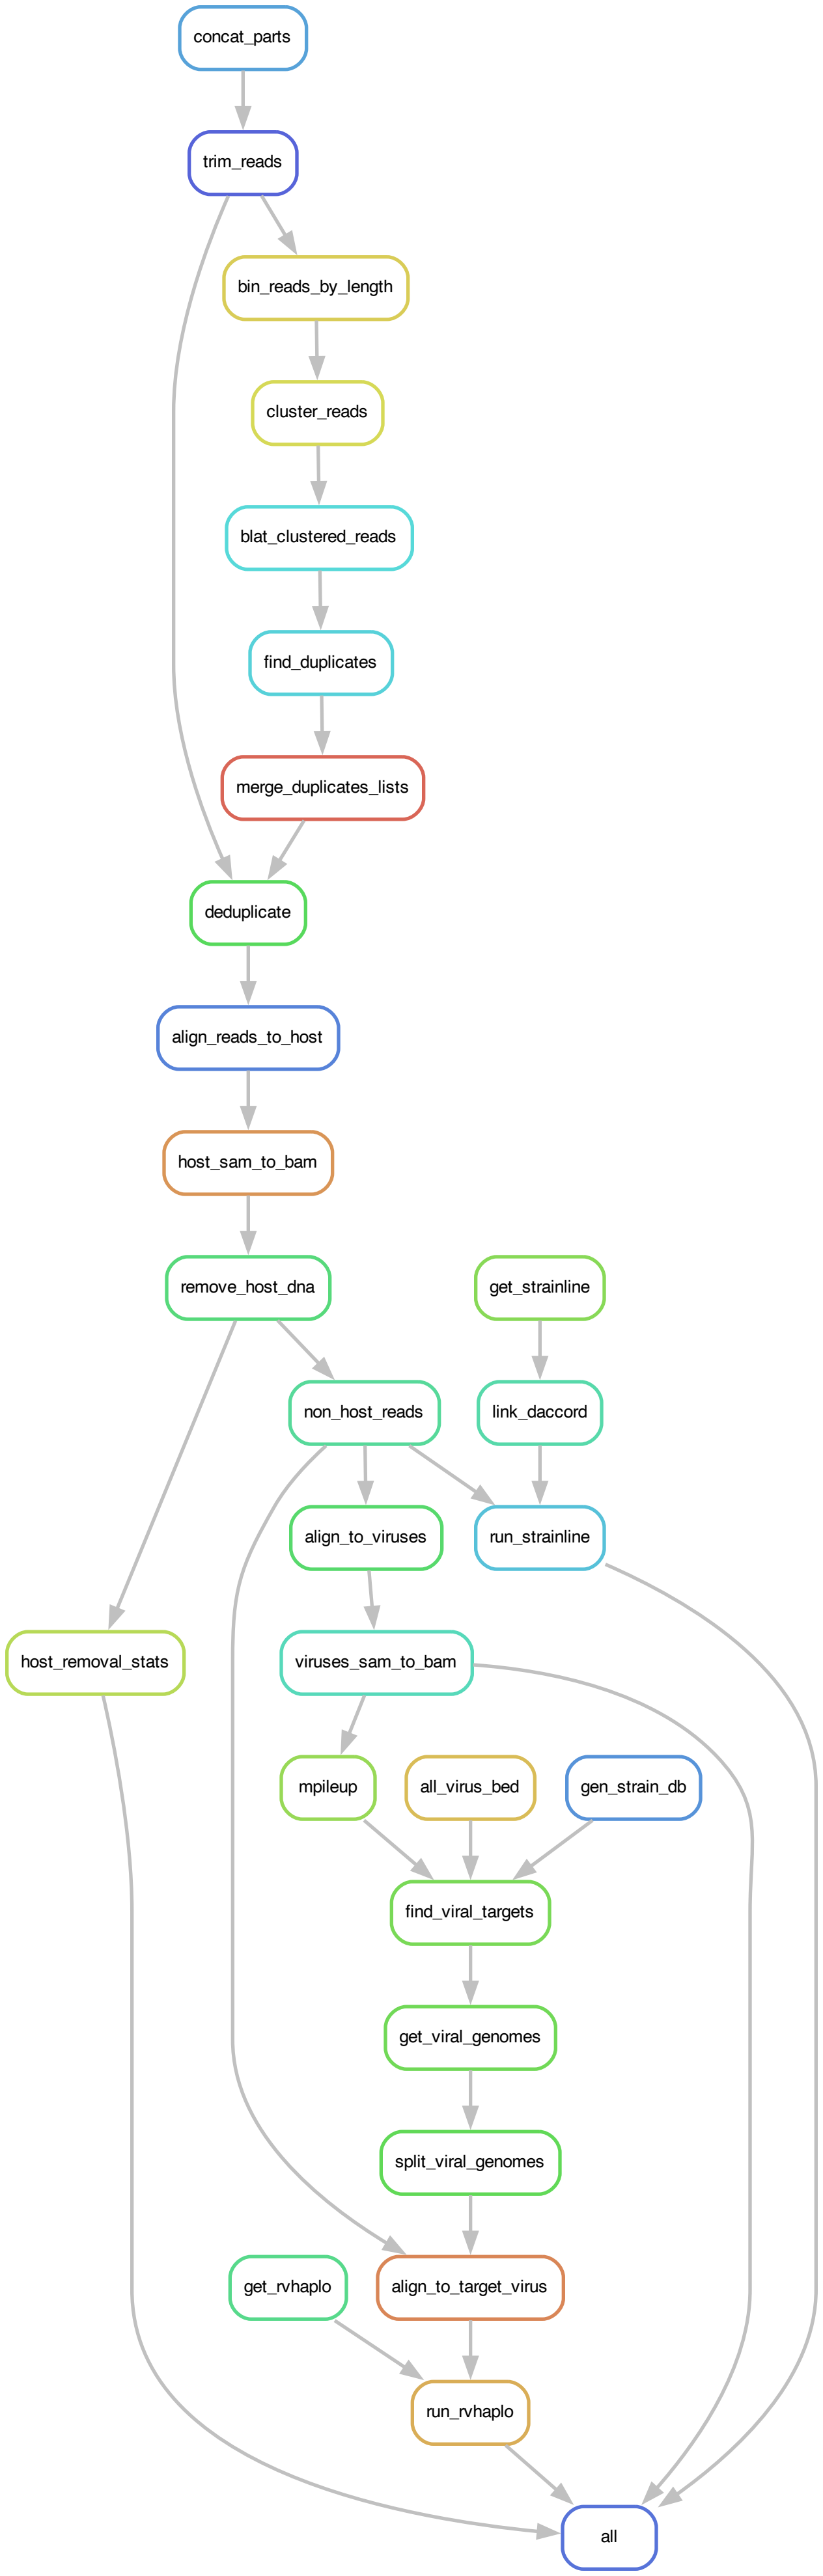 concat_parts
trim_reads
bin_reads_by_length
cluster_reads
blat_clustered_reads
find_duplicates
merge_duplicates_lists
deduplicate
align_reads_to_host
host_sam_to_bam
remove_host_dna
get_strainline
non_host_reads
link_daccord
align_to_viruses
run_strainline
host_removal_stats
viruses_sam_to_bam
mpileup
all_virus_bed
gen_strain_db
find_viral_targets
get_viral_genomes
split_viral_genomes
get_rvhaplo
align_to_target_virus
run_rvhaplo
all